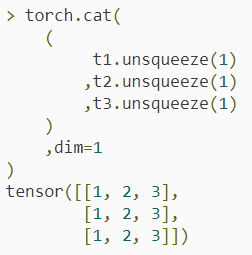 > torch.cat(
    (
         t1.unsqueeze(1)
        ,t2.unsqueeze(1)
        ,t3.unsqueeze(1)
    )
    ,dim=1
)
tensor([[1, 2, 3],
        [1, 2, 3],
        [1, 2, 3]])